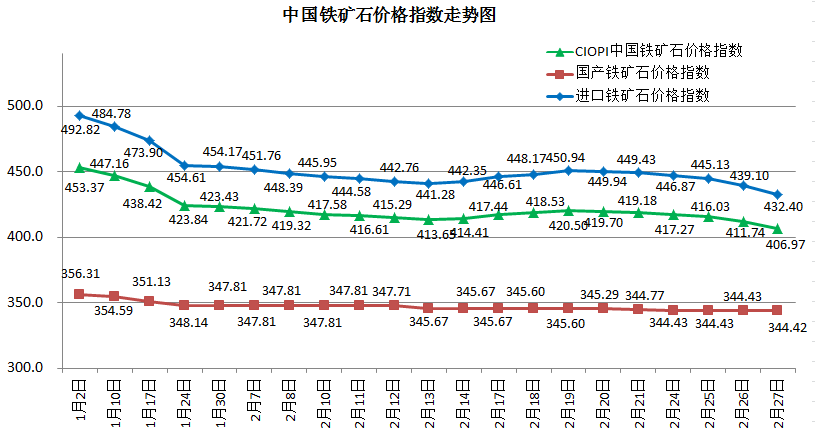 中国铁矿石价格指数走势图
CIOPI中国铁矿石价格指数
国产铁矿石价格指数
进口铁矿石价格指数
500.0
450.0
400.0
350.0
300.0
492.82 484.78 473.90 454.61 454.17 451.76 448.39 445.95 444.58 442.76 441.28 442.35 446.61 448.17 450.94 449.94 449.43 446.87 445.13 439.10 432.40
453.37 447.16 438.42 423.84 423.43 421.72 419.32 417.58 416.61 415.29 413.65 414.41 417.44 418.53 420.50 419.70 419.18 417.27 416.03 411.74 406.97
356.31 354.59 351.13 348.14 347.81 347.81 347.81 347.81 347.81 347.71 345.67 345.67 345.67 345.60 345.60 345.29 344.77 344.43 344.43 344.43 344.42
1月2日 1月10日 1月17日 1月24日 1月30日 2月7日 2月8日 2月10日 2月11日 2月12日 2月13日 2月14日 2月17日 2月18日 2月19日 2月20日 2月21日 2月24日 2月25日 2月26日 2月27日